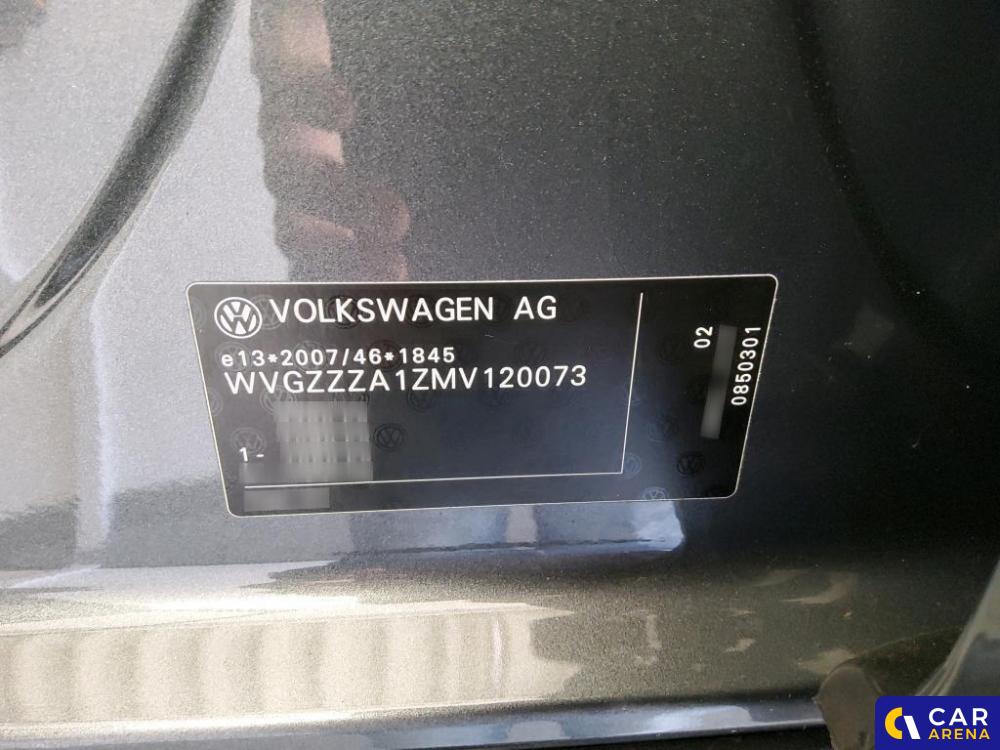 VOLKSWAGEN AG
e13*2007/46*1845
WVGZZZA1ZMV120073
1-
02
0850301
CAR
ARENA